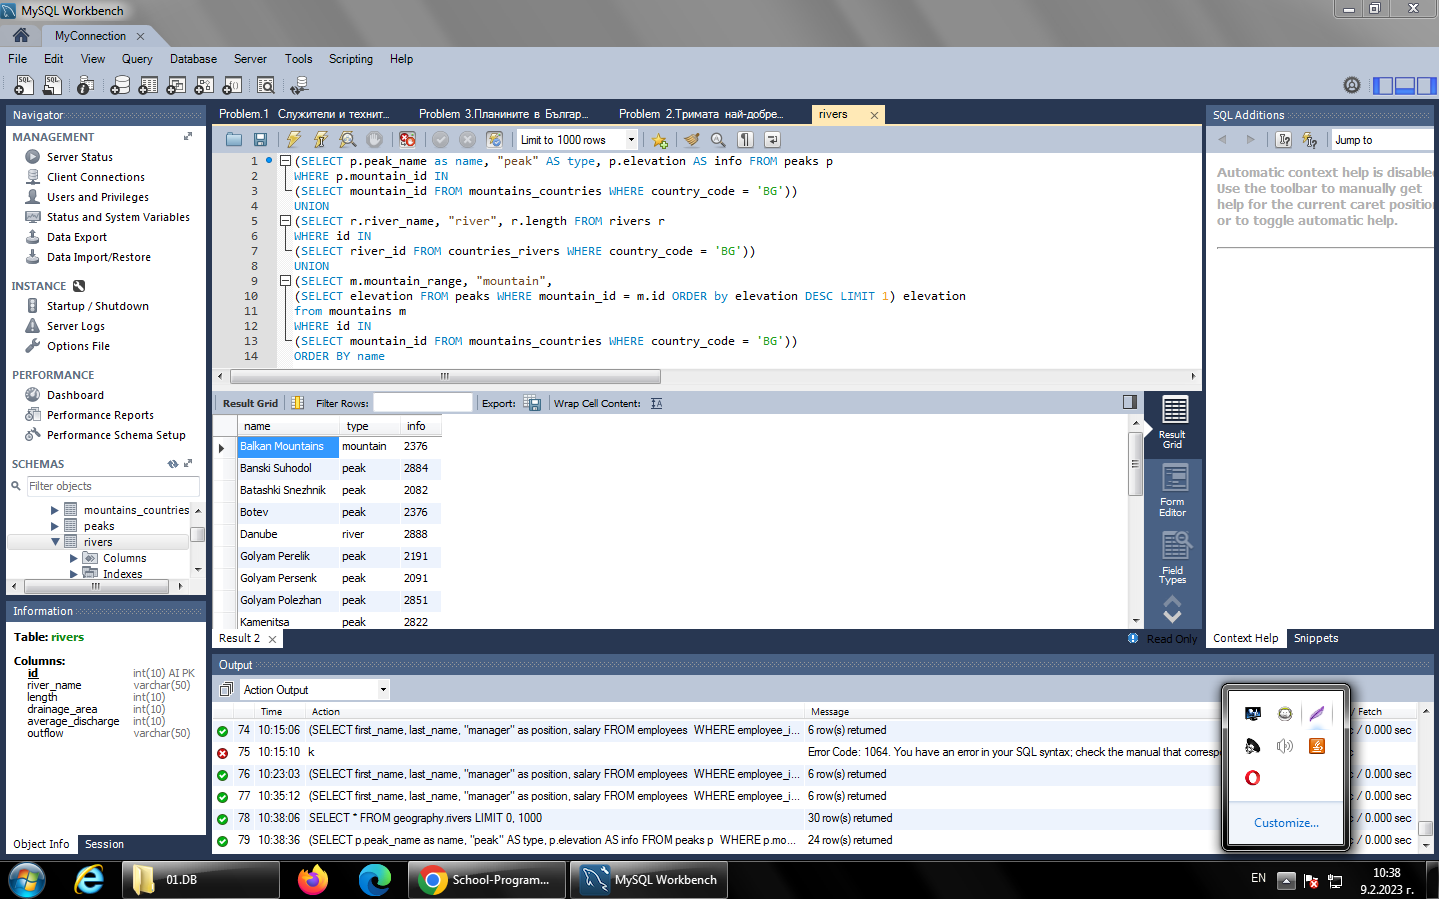 MySQL Workbench
MyConnection
File Edit View Query Database Server Tools Scripting Help
Navigator
MANAGEMENT
Server Status
Client Connections
Users and Privileges
Status and System Variables
Data Export
Data Import/Restore
INSTANCE
Startup / Shutdown
Server Logs
Options File
PERFORMANCE
Dashboard
Performance Reports
Performance Schema Setup
SCHEMAS
Filter objects
mountains_countries
peaks
rivers
Columns
Indexes
Information
Table: rivers
Columns:
id int(10) AI PK
river_name varchar(50)
length int(10)
drainage_area int(10)
average_discharge int(10)
outflow varchar(50)
Object Info Session
Problem.1 Служители и технит... Problem 3.Планините в Българ... Problem 2.Тримата най-добре... rivers
Limit to 1000 rows
1 (SELECT p.peak_name as name, "peak" AS type, p.elevation AS info FROM peaks p
2 WHERE p.mountain_id IN
3 (SELECT mountain_id FROM mountains_countries WHERE country_code = 'BG'))
4 UNION
5 (SELECT r.river_name, "river", r.length FROM rivers r
6 WHERE id IN
7 (SELECT river_id FROM countries_rivers WHERE country_code = 'BG'))
8 UNION
9 (SELECT m.mountain_range, "mountain",
10 (SELECT elevation FROM peaks WHERE mountain_id = m.id ORDER by elevation DESC LIMIT 1) elevation
11 from mountains m
12 WHERE id IN
13 (SELECT mountain_id FROM mountains_countries WHERE country_code = 'BG'))
14 ORDER BY name
Result Grid Filter Rows: Export: Wrap Cell Content:
name type info
Balkan Mountains mountain 2376
Banski Suhodol peak 2884
Batashki Snezhnik peak 2082
Botev peak 2376
Danube river 2888
Golyam Perelik peak 2191
Golyam Persenk peak 2091
Golyam Polezhan peak 2851
Kamenitsa peak 2822
Result Grid
Form Editor
Field Types
Result 2
Read Only
SQL Additions
Jump to
Automatic context help is disable
Use the toolbar to manually get
help for the current caret position
or to toggle automatic help.
Context Help Snippets
Output
Action Output
Time Action Message / Fetch
74 10:15:06 (SELECT first_name, last_name, "manager" as position, salary FROM employees WHERE employee_i... 6 row(s) returned / 0.000 sec
75 10:15:10 k Error Code: 1064. You have an error in your SQL syntax; check the manual that corresp / 0.000 sec
76 10:23:03 (SELECT first_name, last_name, "manager" as position, salary FROM employees WHERE employee_i... 6 row(s) returned / 0.000 sec
77 10:35:12 (SELECT first_name, last_name, "manager" as position, salary FROM employees WHERE employee_i... 6 row(s) returned / 0.000 sec
78 10:38:06 SELECT * FROM geography.rivers LIMIT 0, 1000 30 row(s) returned / 0.000 sec
79 10:38:36 (SELECT p.peak_name as name, "peak" AS type, p.elevation AS info FROM peaks p WHERE p.mo... 24 row(s) returned / 0.000 sec
Customize...
01.DB
School-Program...
MySQL Workbench
EN
10:38
9.2.2023 г.